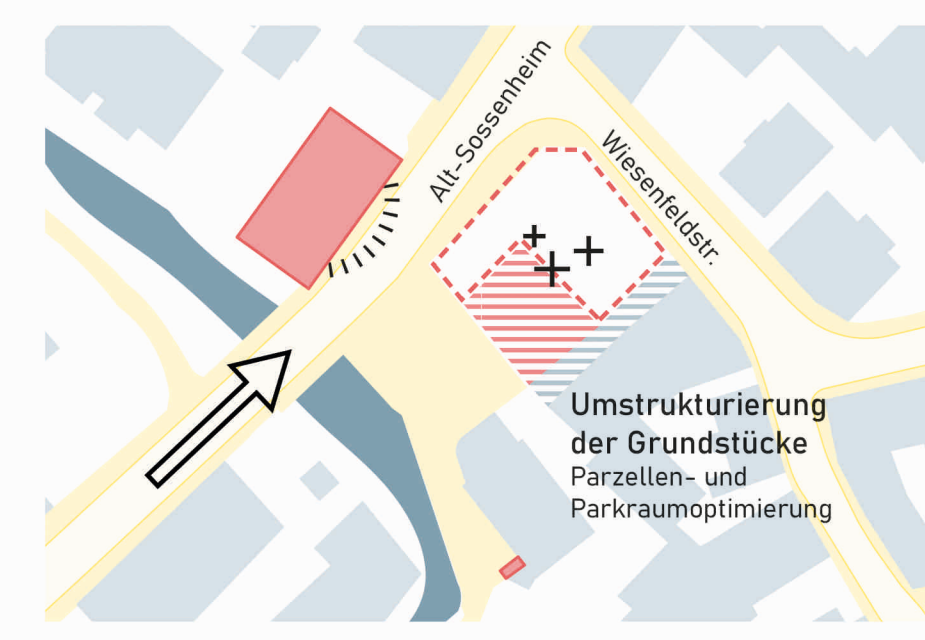 Alt-Sossenheim
Wiesenfeldstr.
Umstrukturierung
der Grundstücke
Parzellen- und
Parkraumoptimierung